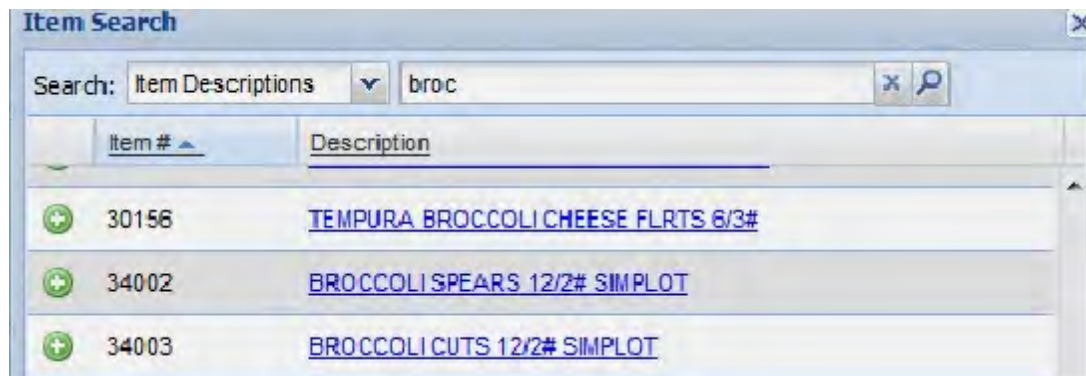 Item Search
Search: Item Descriptions broc
Item # Description
30156 TEMPURA BROCCOLI CHEESE FLRTS 6/3#
34002 BROCCOLI SPEARS 12/2# SIMPLOT
34003 BROCCOLI CUTS 12/2# SIMPLOT